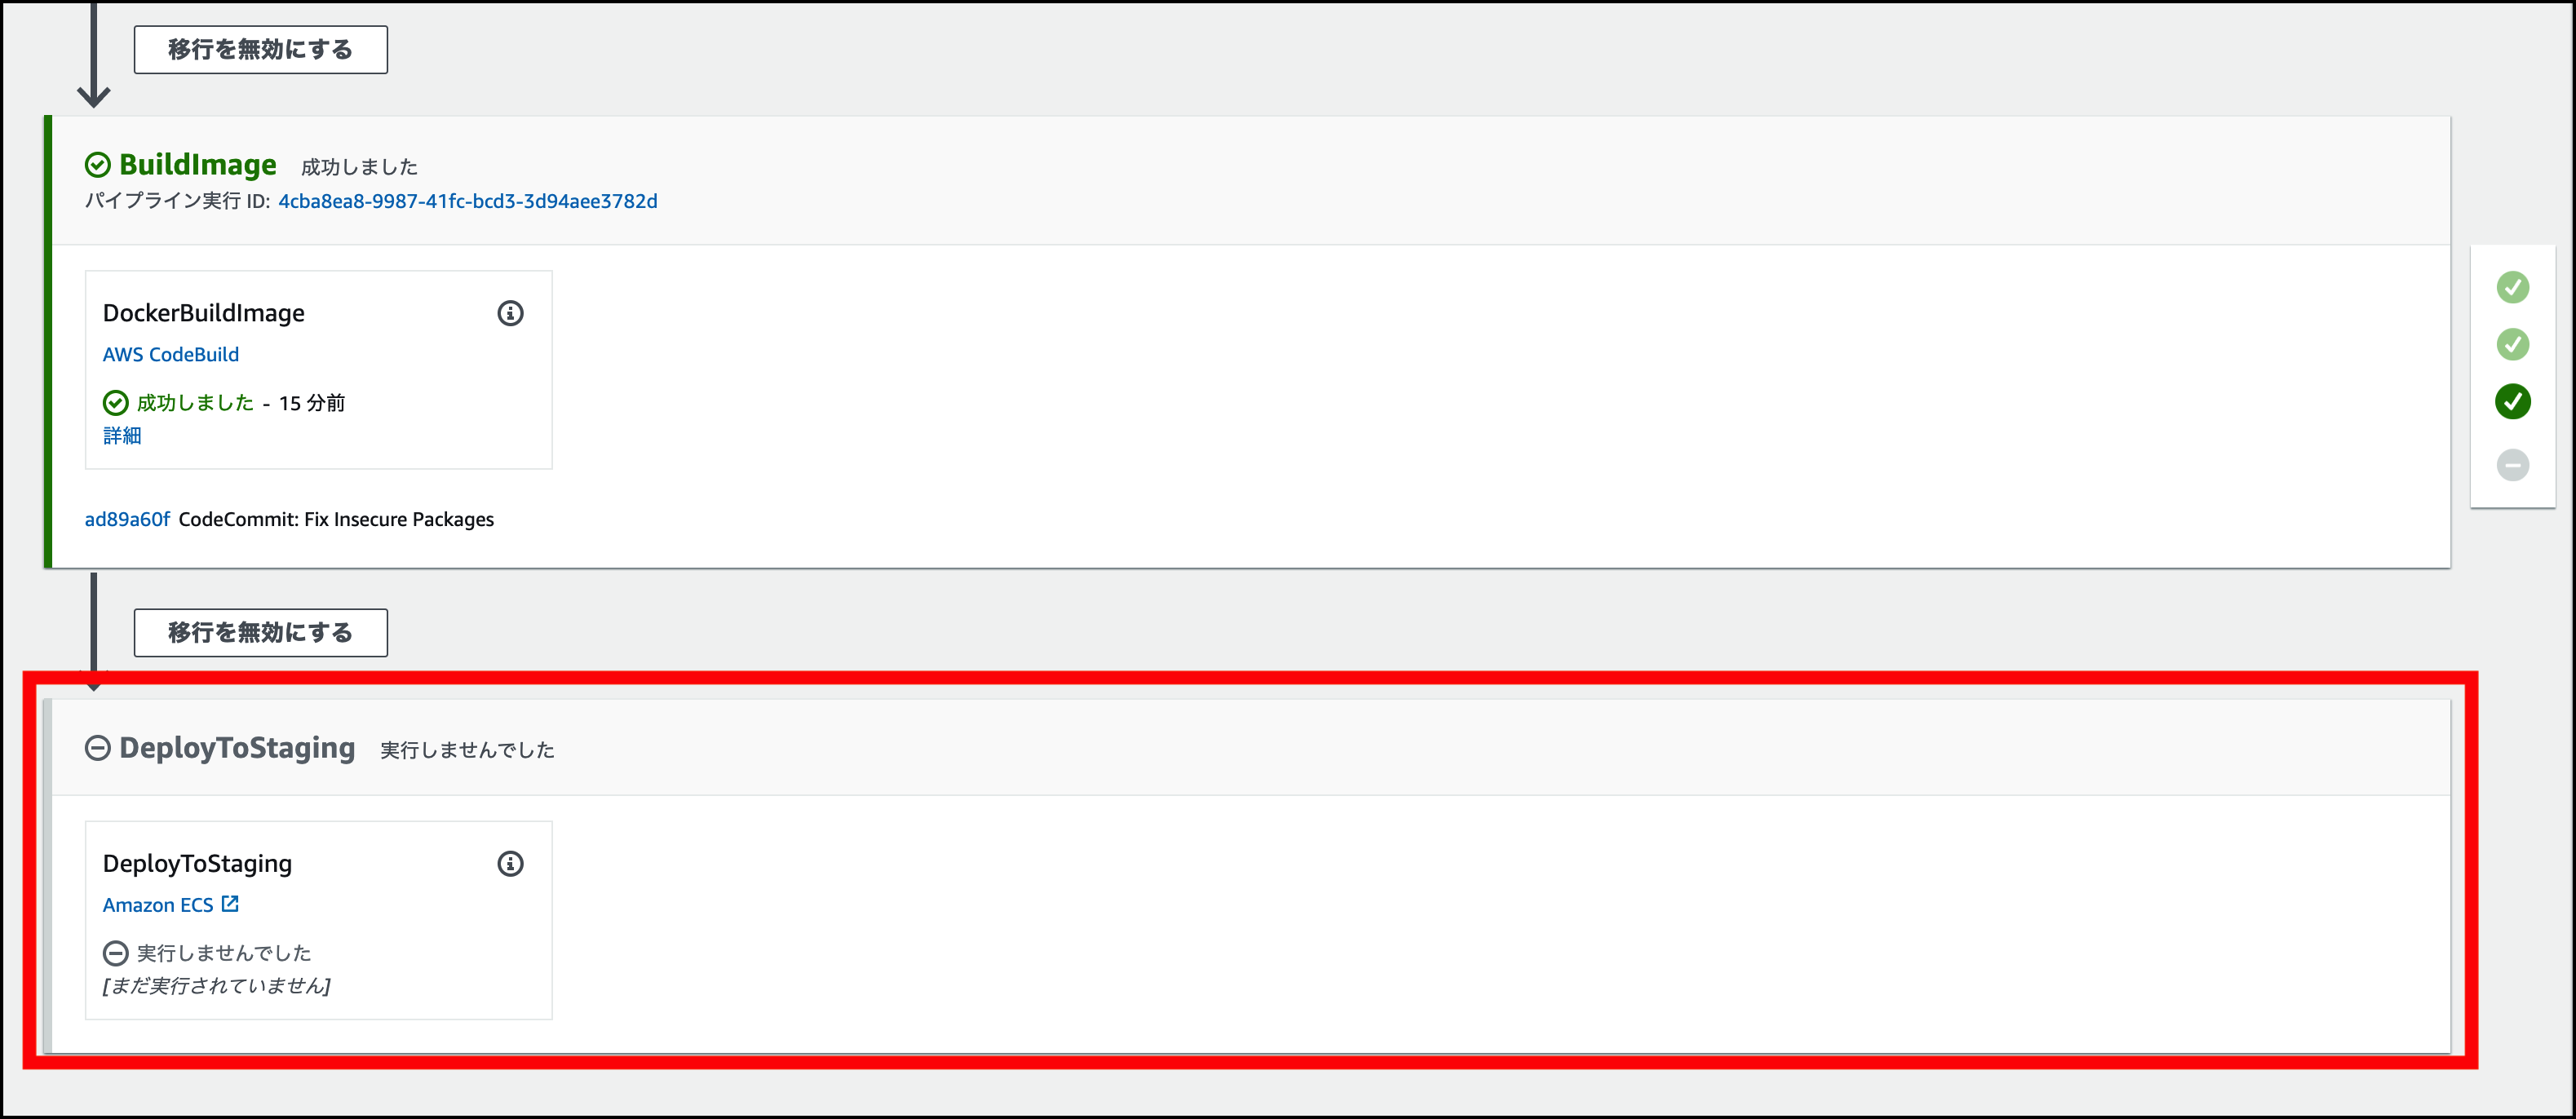 移行を無効にする
BuildImage 成功しました
パイプライン実行 ID: 4cba8ea8-9987-41fc-bcd3-3d94aee3782d
DockerBuildImage
AWS CodeBuild
成功しました - 15 分前
詳細
ad89a60f CodeCommit: Fix Insecure Packages
移行を無効にする
DeployToStaging 実行しませんでした
DeployToStaging
Amazon ECS
実行しませんでした
[まだ実行されていません]